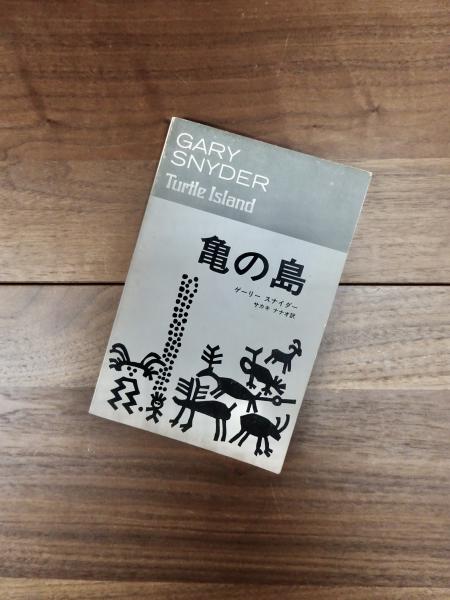 GARY
SNYDER
Turtle Island
亀の島
ゲーリー スナイダー
サカキ ナナオ訳